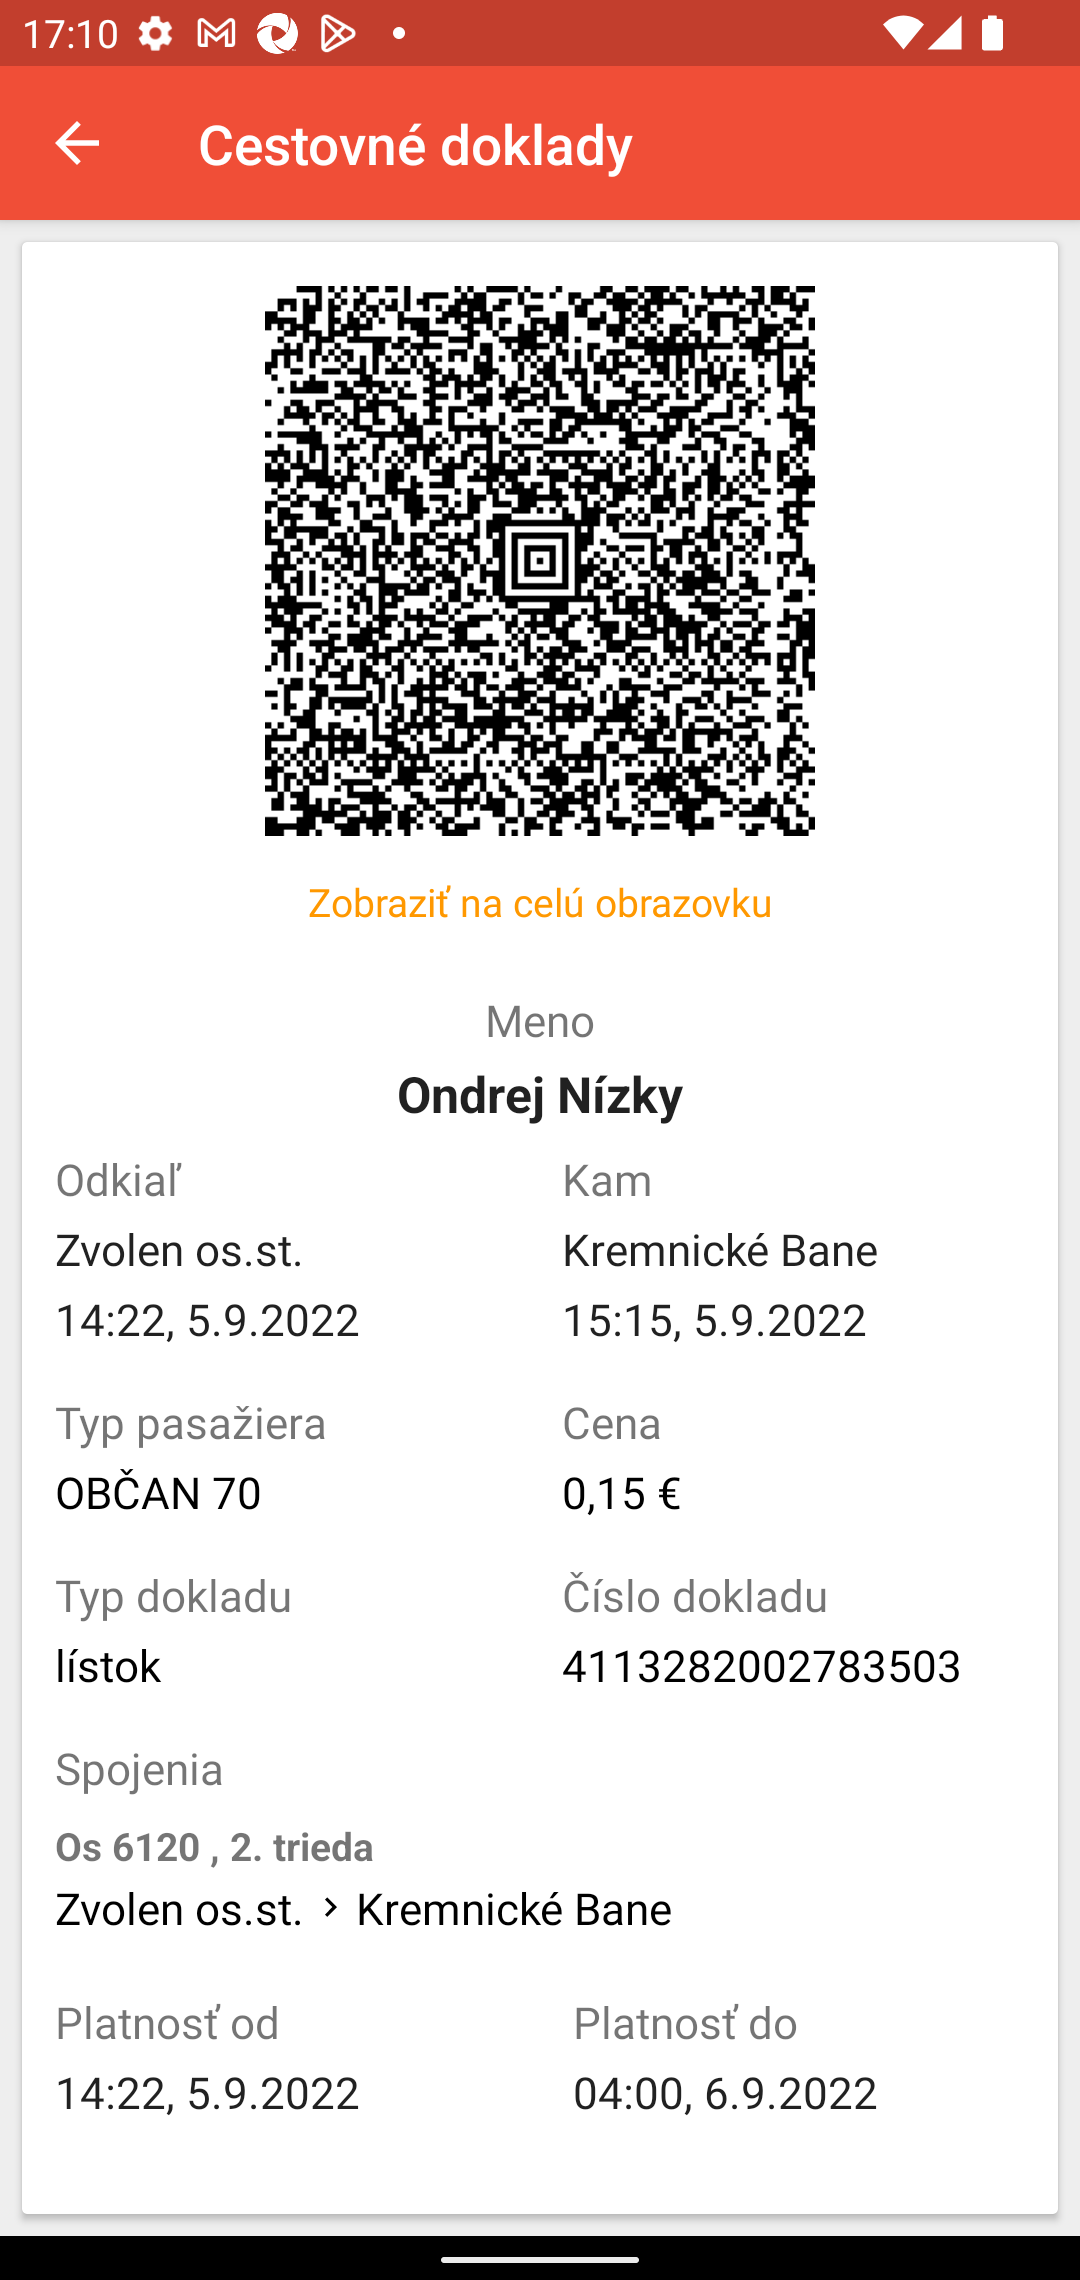 17:10
Cestovné doklady
Zobraziť na celú obrazovku
Meno
Ondrej Nízky
Odkiaľ
Kam
Zvolen os.st.
Kremnické Bane
14:22, 5.9.2022
15:15, 5.9.2022
Typ pasažiera
Cena
OBČAN 70
0,15 €
Typ dokladu
Číslo dokladu
lístok
4113282002783503
Spojenia
Os 6120 , 2. trieda
Zvolen os.st. > Kremnické Bane
Platnosť od
Platnosť do
14:22, 5.9.2022
04:00, 6.9.2022